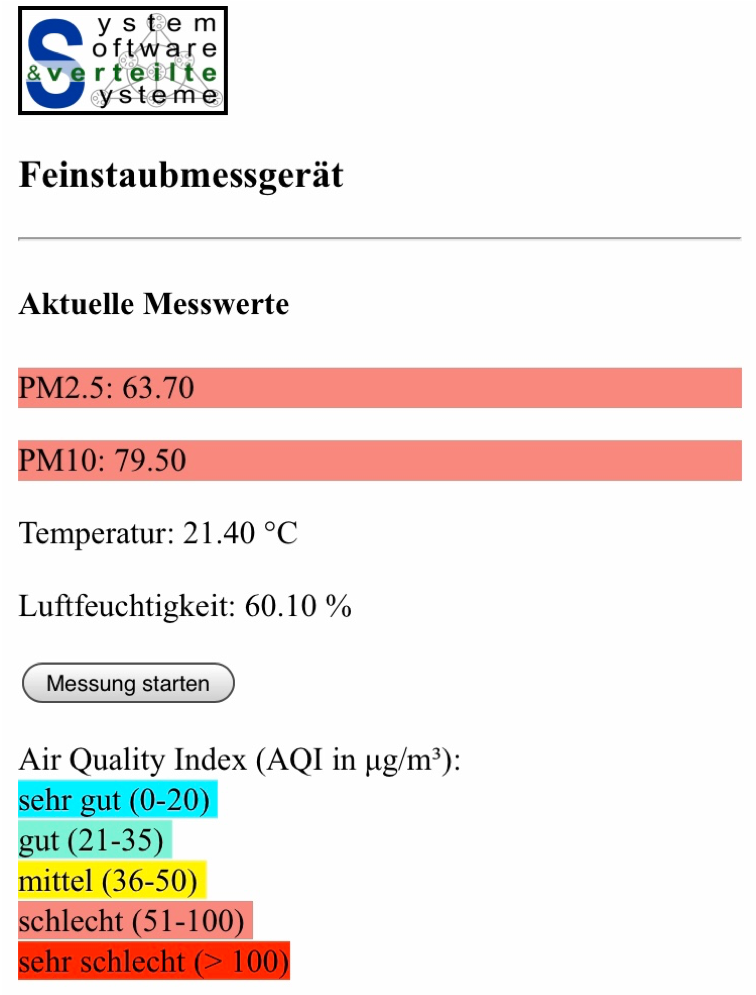 System
Software
&verteilte
Systeme
Feinstaubmessgerät
Aktuelle Messwerte
PM2.5: 63.70
PM10: 79.50
Temperatur: 21.40 °C
Luftfeuchtigkeit: 60.10 %
Messung starten
Air Quality Index (AQI in µg/m³):
sehr gut (0-20)
gut (21-35)
mittel (36-50)
schlecht (51-100)
sehr schlecht (> 100)